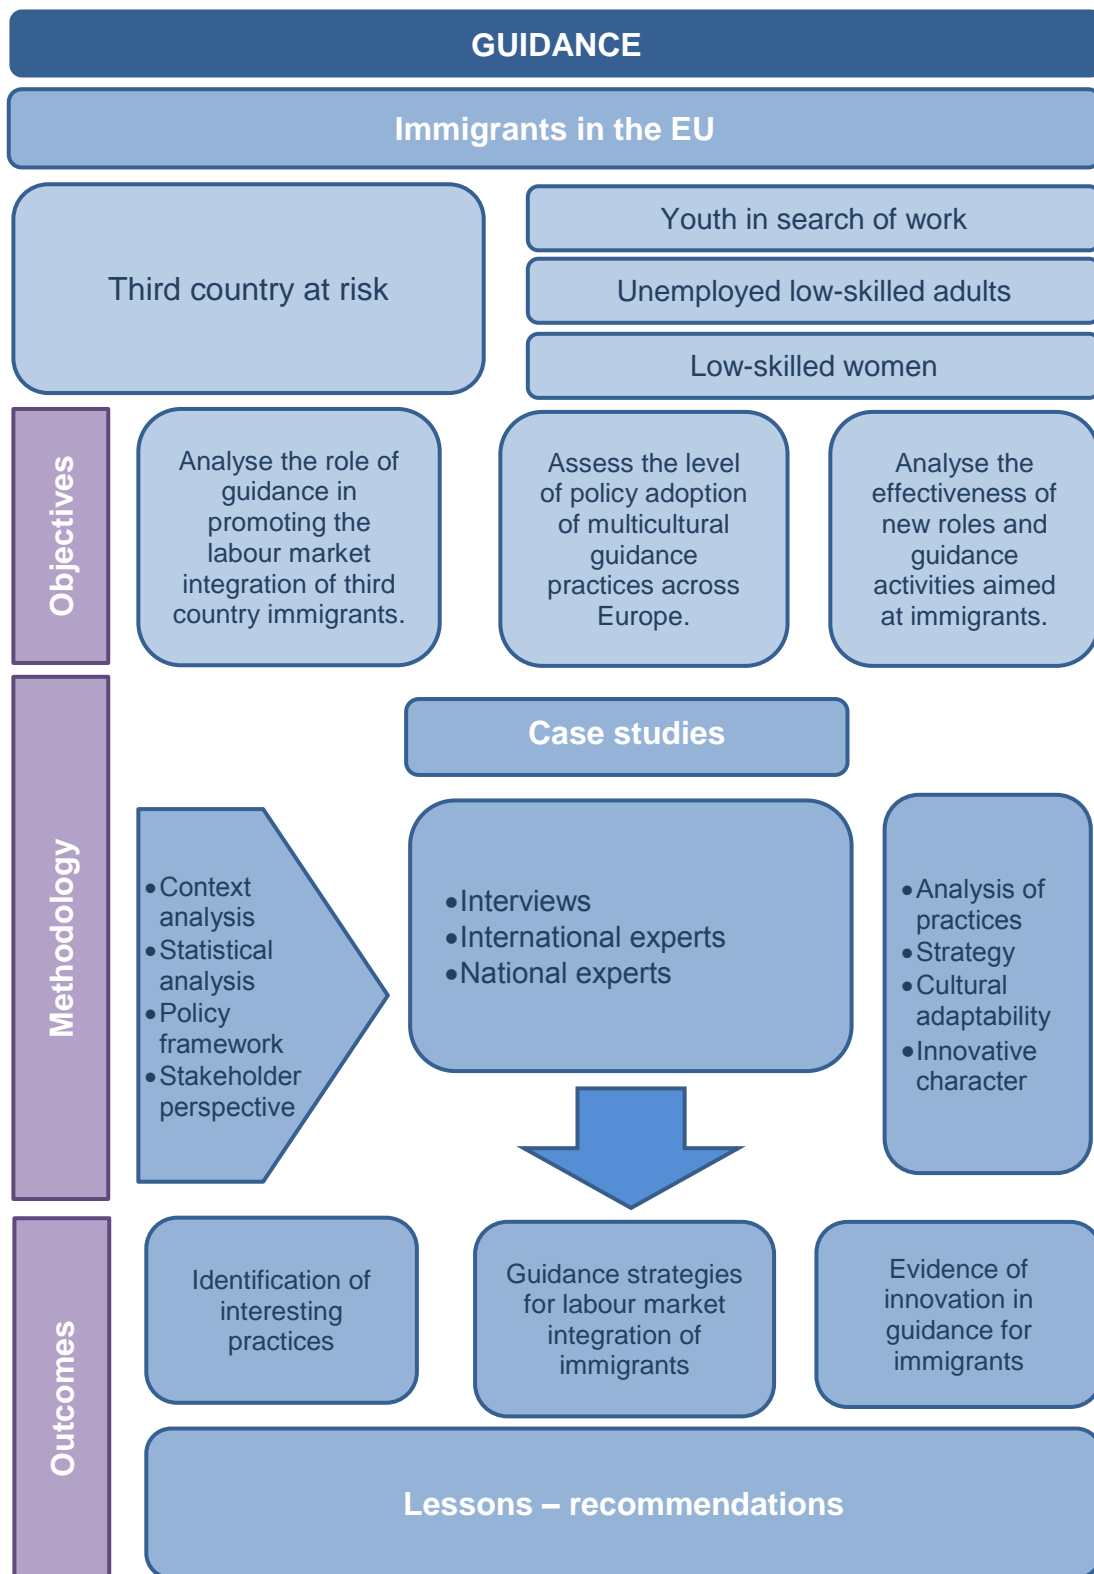 GUIDANCE
Immigrants in the EU
Third country at risk
Youth in search of work
Unemployed low-skilled adults
Low-skilled women
Objectives
Analyse the role of
guidance in
promoting the
labour market
integration of third
country immigrants.
Assess the level
of policy adoption
of multicultural
guidance
practices across
Europe.
Analyse the
effectiveness of
new roles and
guidance
activities aimed
at immigrants.
Methodology
Case studies
•Context
analysis
•Statistical
analysis
•Policy
framework
•Stakeholder
perspective
•Interviews
•International experts
•National experts
•Analysis of
practices
•Strategy
•Cultural
adaptability
•Innovative
character
Outcomes
Identification of
interesting
practices
Guidance strategies
for labour market
integration of
immigrants
Evidence of
innovation in
guidance for
immigrants
Lessons – recommendations